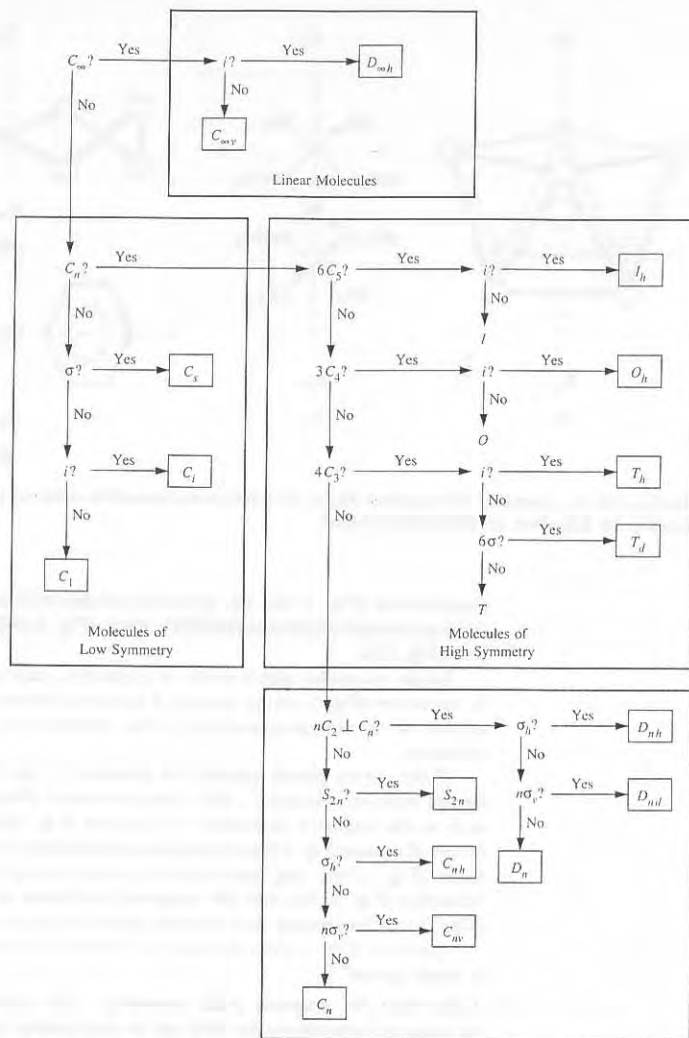 C∞? Yes i? Yes D∞h
No No
C∞v
Linear Molecules
Cn? Yes 6C5? Yes i? Yes Ih
No No No
I
σ? Yes Cs 3C4? Yes i? Yes Oh
No No No
O
i? Yes Ci 4C3? Yes i? Yes Th
No No No
6σ? Yes Td
C1 No
T
Molecules of Low Symmetry
Molecules of High Symmetry
nC2 ⊥ Cn? Yes σh? Yes Dnh
No No
S2n? Yes S2n nσv? Yes Dnd
No No
σh? Yes Cnh Dn
No
nσv? Yes Cnv
No
Cn